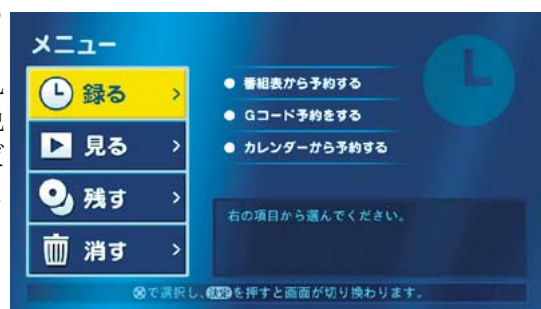 メニュー
録る
見る
残す
消す
番組表から予約する
Gコード予約をする
カレンダーから予約する
右の項目から選んでください。
で選択し、決定を押すと画面が切り換わります。